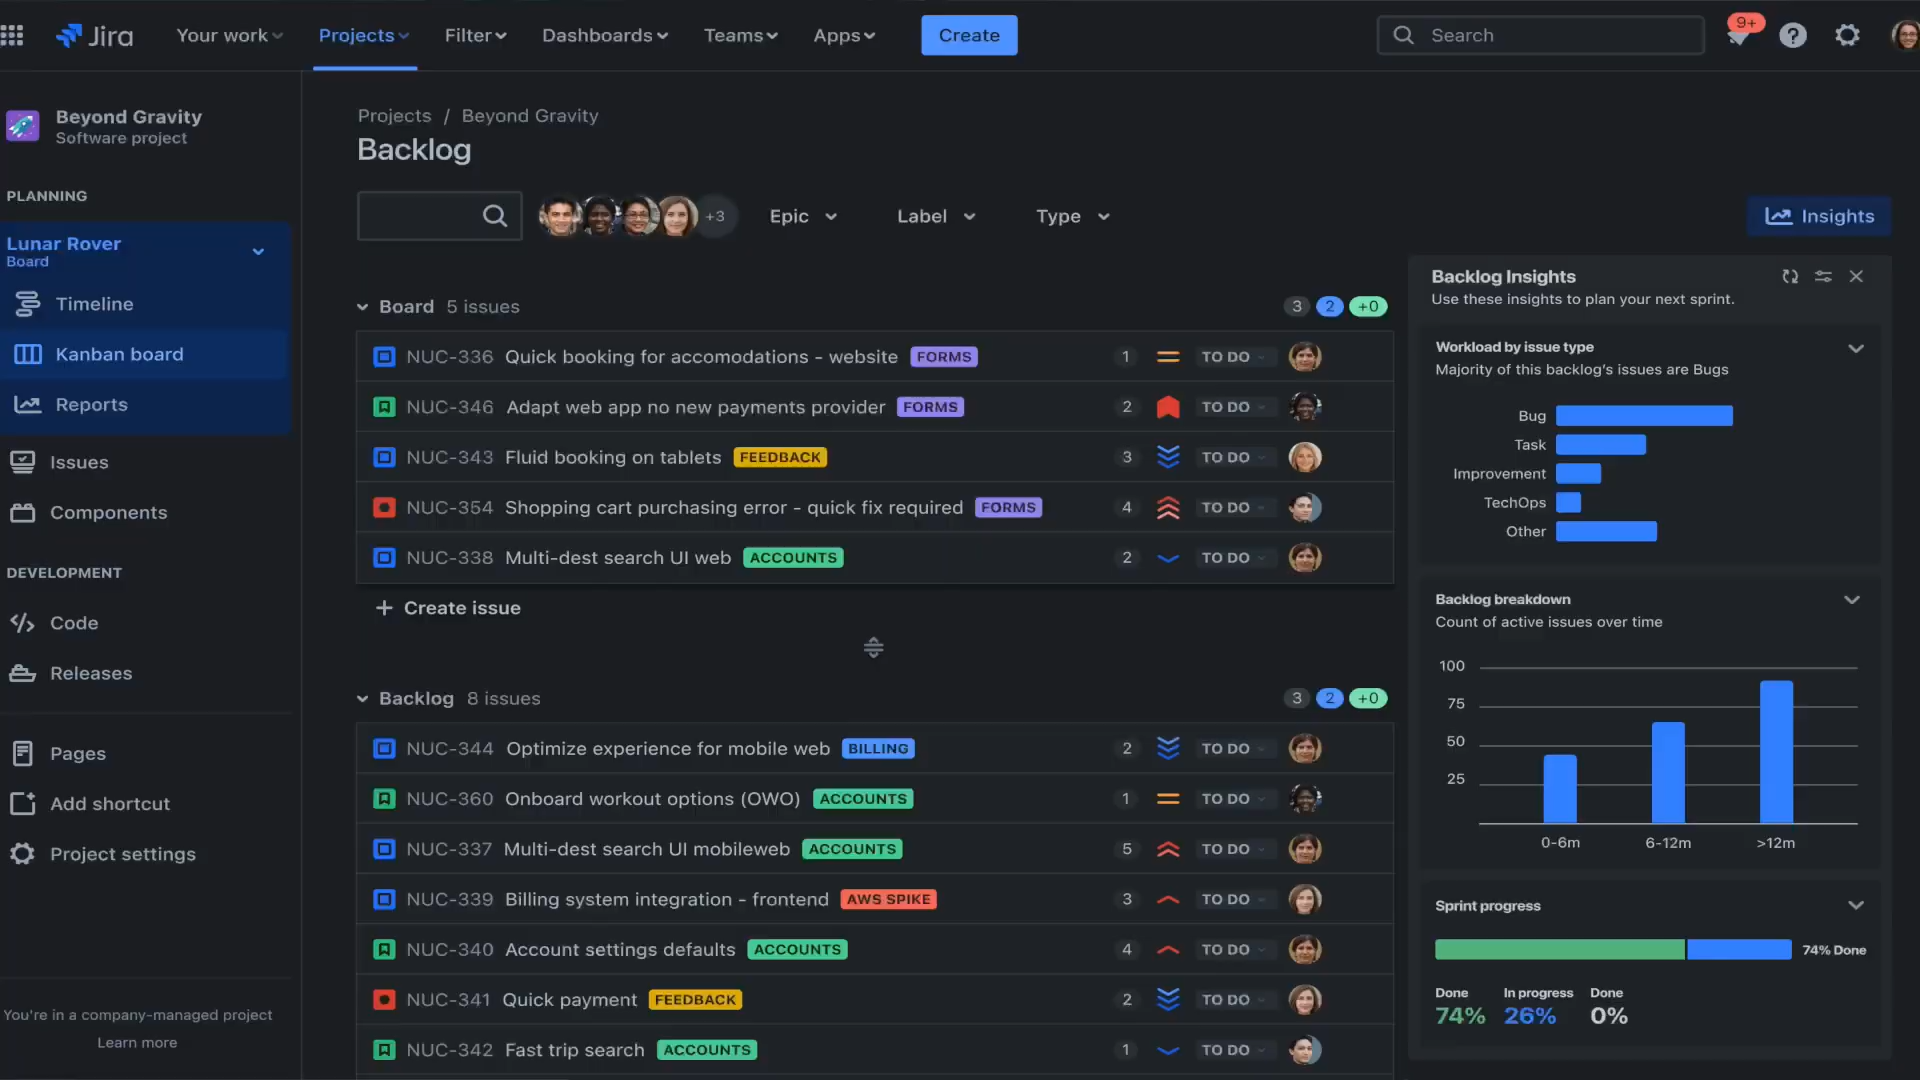 Jira
Your work
Projects
Filter
Dashboards
Teams
Apps
Create
Search
9+
Beyond Gravity
Software project
PLANNING
Lunar Rover
Board
Timeline
Kanban board
Reports
Issues
Components
DEVELOPMENT
Code
Releases
Pages
Add shortcut
Project settings
You're in a company-managed project
Learn more
Projects / Beyond Gravity
Backlog
+3
Epic
Label
Type
Insights
Board 5 issues 3 2 +0
NUC-336 Quick booking for accomodations - website FORMS 1 TO DO
NUC-346 Adapt web app no new payments provider FORMS 2 TO DO
NUC-343 Fluid booking on tablets FEEDBACK 3 TO DO
NUC-354 Shopping cart purchasing error - quick fix required FORMS 4 TO DO
NUC-338 Multi-dest search UI web ACCOUNTS 2 TO DO
+ Create issue
Backlog 8 issues 3 2 +0
NUC-344 Optimize experience for mobile web BILLING 2 TO DO
NUC-360 Onboard workout options (OWO) ACCOUNTS 1 TO DO
NUC-337 Multi-dest search UI mobileweb ACCOUNTS 5 TO DO
NUC-339 Billing system integration - frontend AWS SPIKE 3 TO DO
NUC-340 Account settings defaults ACCOUNTS 4 TO DO
NUC-341 Quick payment FEEDBACK 2 TO DO
NUC-342 Fast trip search ACCOUNTS 1 TO DO
Backlog Insights
Use these insights to plan your next sprint.
Workload by issue type
Majority of this backlog's issues are Bugs
Bug
Task
Improvement
TechOps
Other
Backlog breakdown
Count of active issues over time
100
75
50
25
0-6m 6-12m >12m
Sprint progress
74% Done
Done In progress Done
74% 26% 0%